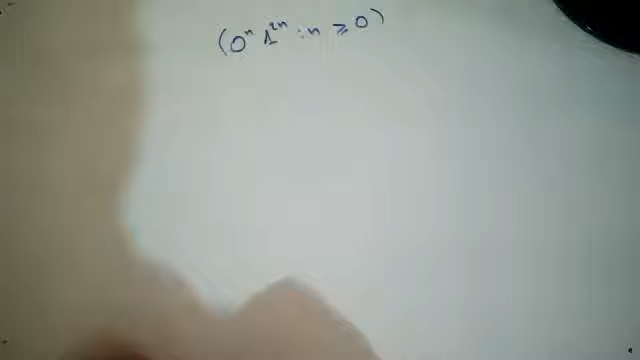 (0ⁿ 1²ⁿ : n ≥ 0)